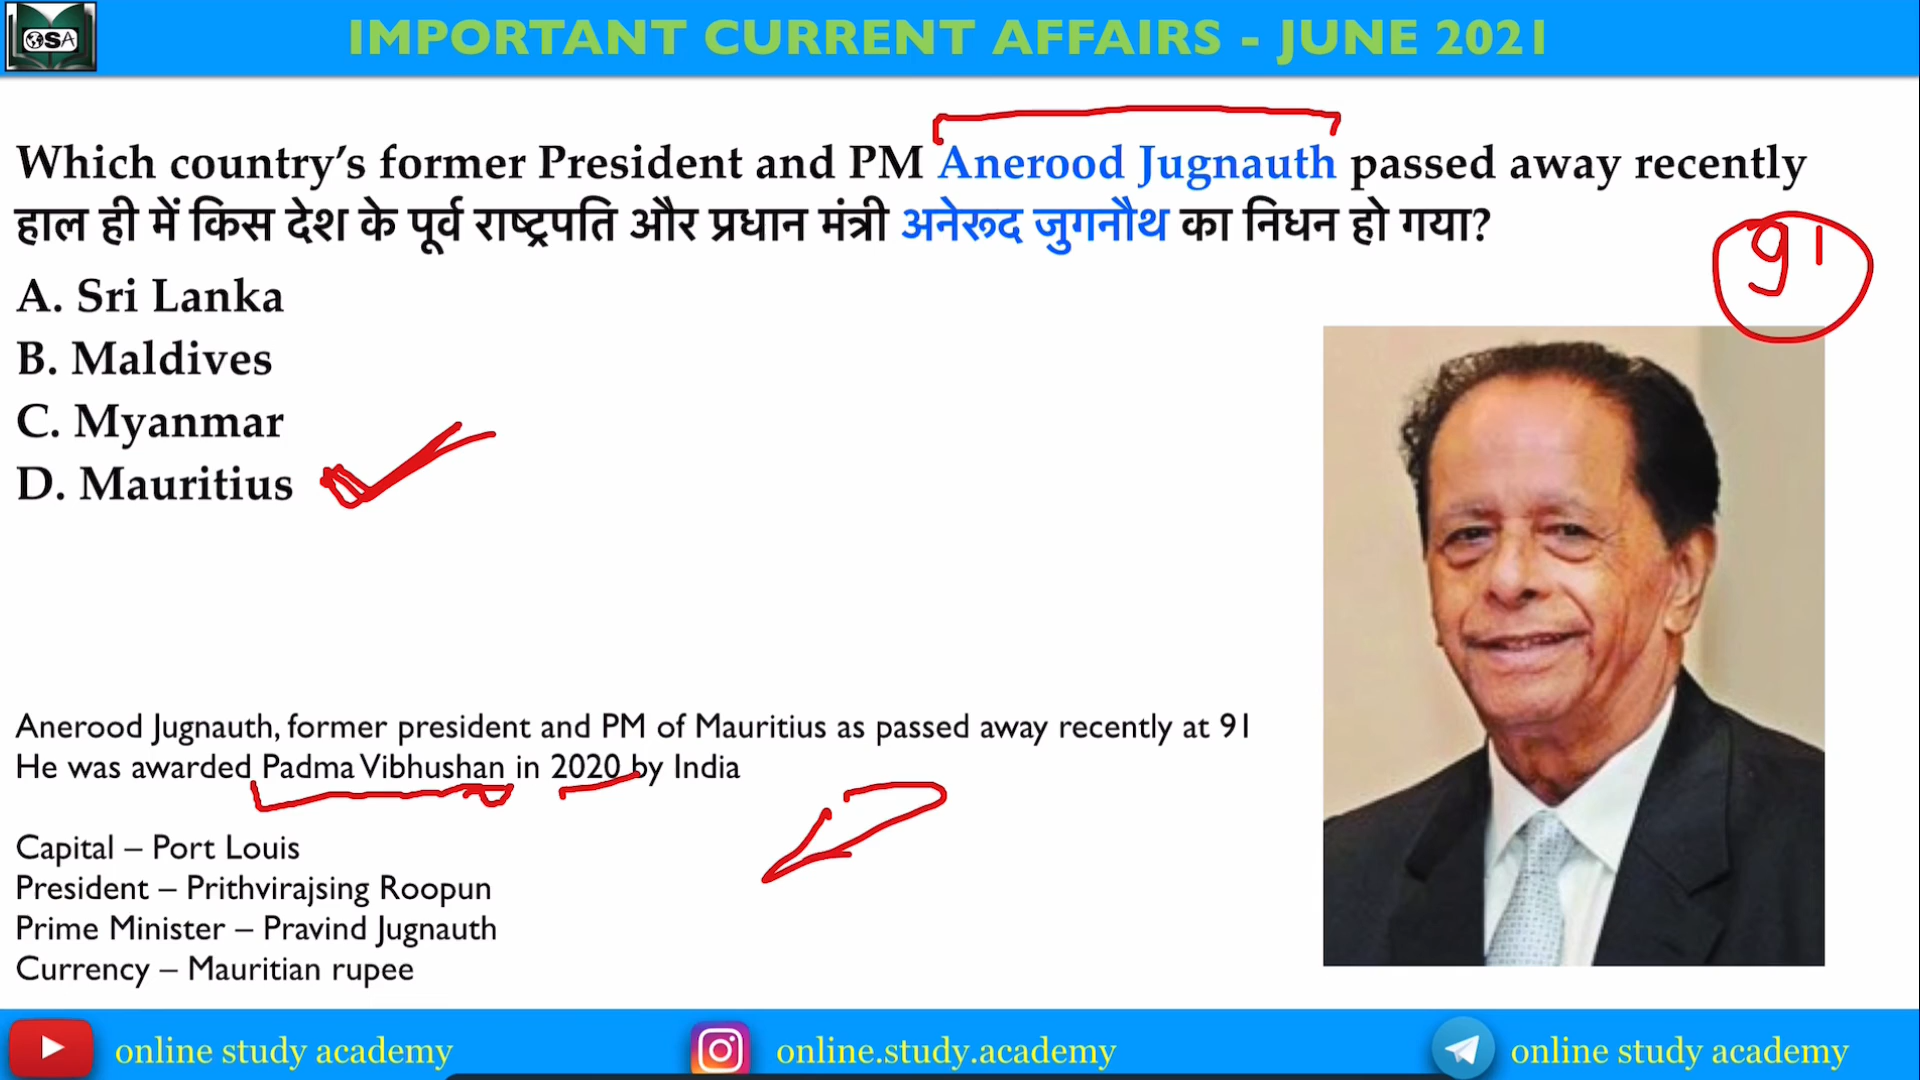 OSA
IMPORTANT CURRENT AFFAIRS - JUNE 2021
Which country's former President and PM Anerood Jugnauth passed away recently
हाल ही में किस देश के पूर्व राष्ट्रपति और प्रधान मंत्री अनेरूद जुगनौथ का निधन हो गया?
91
A. Sri Lanka
B. Maldives
C. Myanmar
D. Mauritius
Anerood Jugnauth, former president and PM of Mauritius as passed away recently at 91
He was awarded Padma Vibhushan in 2020 by India
Capital – Port Louis
President – Prithvirajsing Roopun
Prime Minister – Pravind Jugnauth
Currency – Mauritian rupee
online study academy
online.study.academy
online study academy